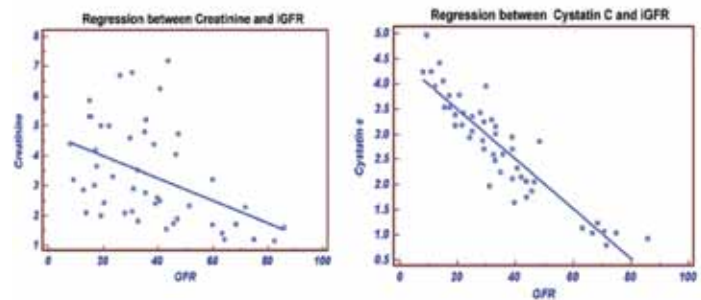 Regression between Creatinine and iGFR
8
7
6
5
4
3
2
1
Creatinine
0 20 40 60 80 100
GFR
Regression between Cystatin C and iGFR
5.0
4.5
4.0
3.5
3.0
2.5
2.0
1.5
1.0
0.5
Cystatin c
0 20 40 60 80 100
GFR